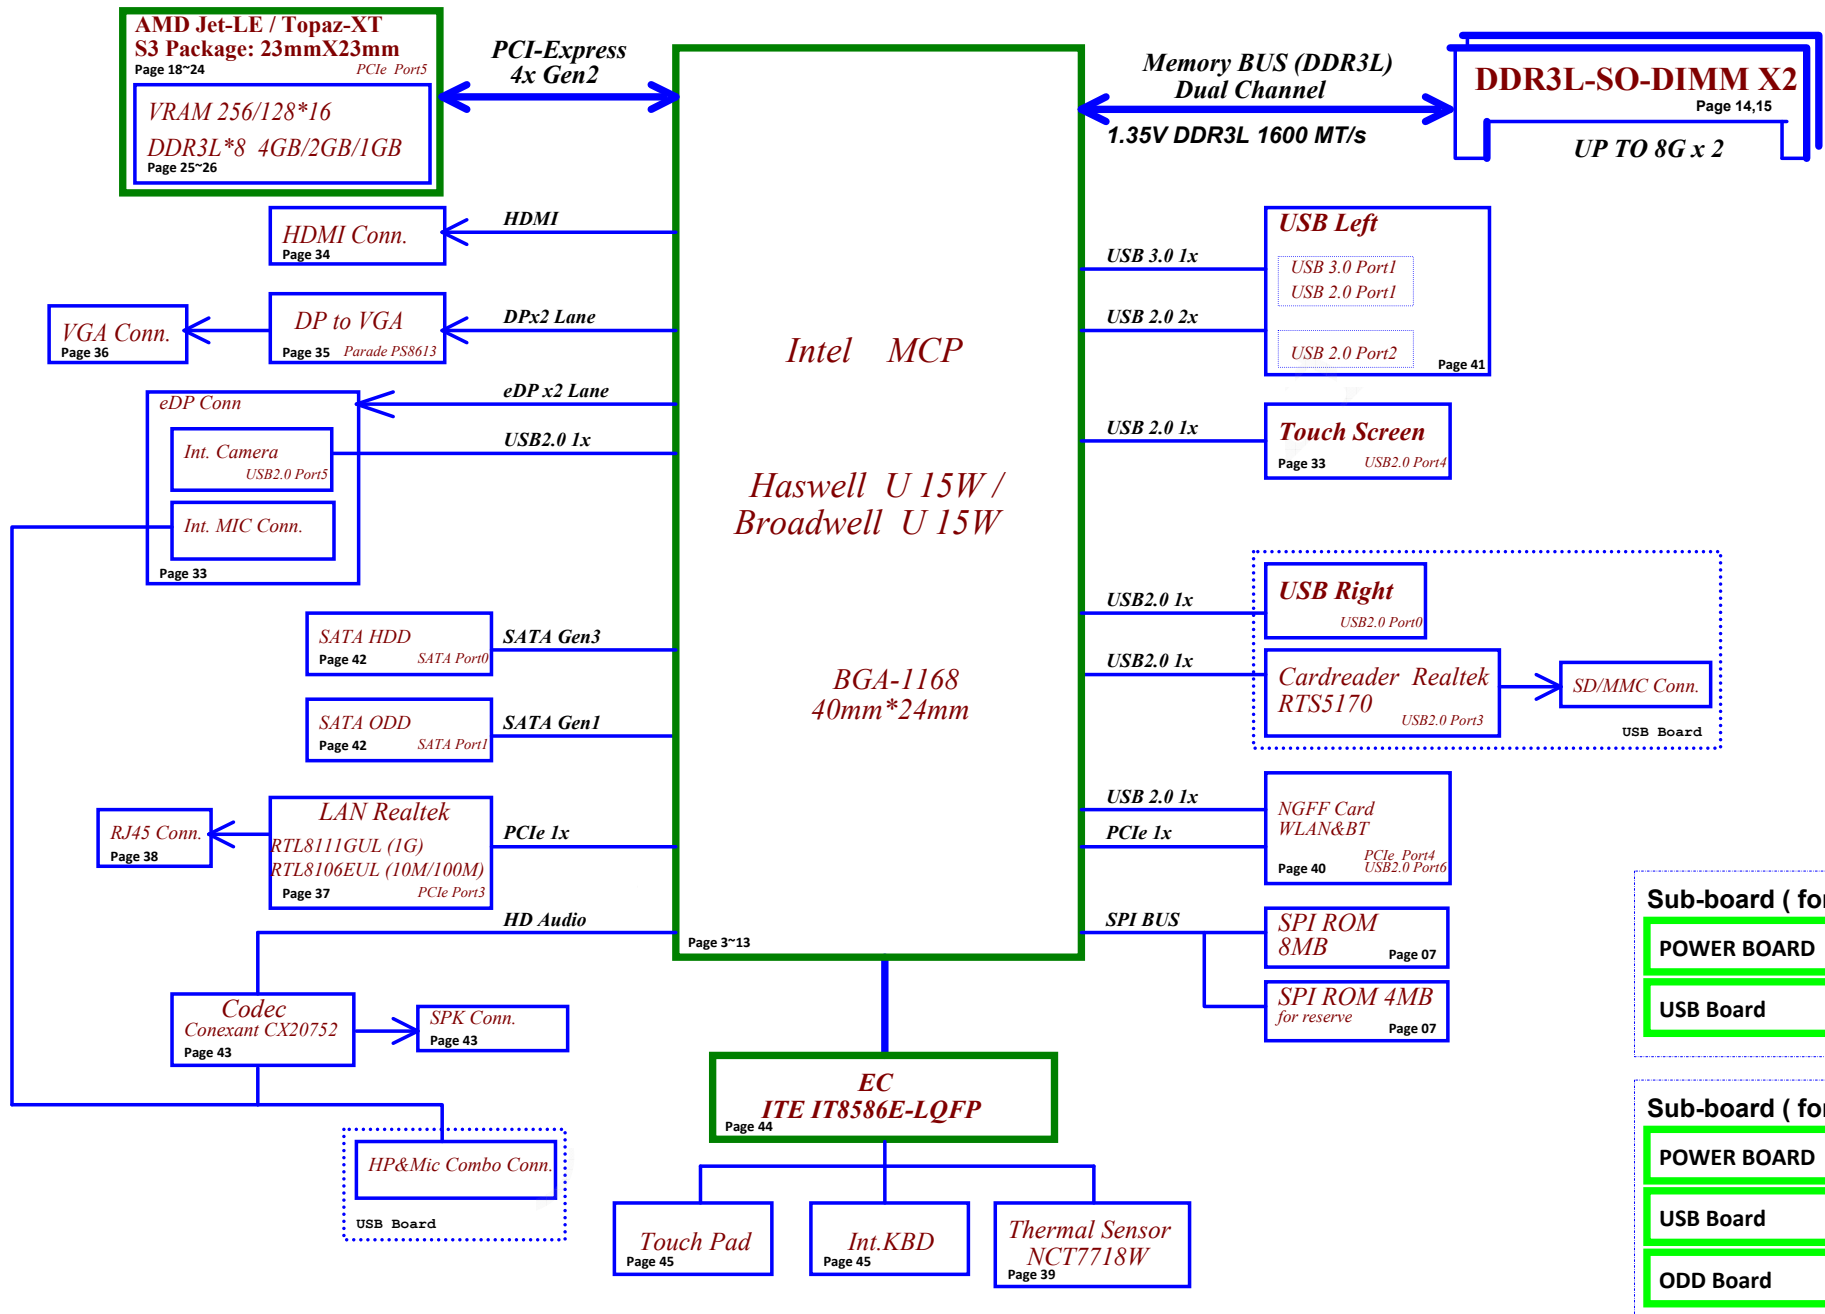 AMD Jet-LE / Topaz-XT
S3 Package: 23mmX23mm
Page 18~24
PCIe Port5
VRAM 256/128*16
DDR3L*8 4GB/2GB/1GB
Page 25~26
PCI-Express
4x Gen2
Memory BUS (DDR3L)
Dual Channel
1.35V DDR3L 1600 MT/s
DDR3L-SO-DIMM X2
Page 14,15
UP TO 8G x 2
HDMI Conn.
Page 34
HDMI
VGA Conn.
Page 36
DP to VGA
Page 35
Parade PS8613
DPx2 Lane
eDP Conn
eDP x2 Lane
Int. Camera
USB2.0 Port5
USB2.0 1x
Int. MIC Conn.
Page 33
SATA HDD
Page 42
SATA Port0
SATA Gen3
SATA ODD
Page 42
SATA Port1
SATA Gen1
RJ45 Conn.
Page 38
LAN Realtek
RTL8111GUL (1G)
RTL8106EUL (10M/100M)
Page 37
PCIe Port3
PCIe 1x
HD Audio
Codec
Conexant CX20752
Page 43
SPK Conn.
Page 43
HP&Mic Combo Conn.
USB Board
Intel MCP
Haswell U 15W /
Broadwell U 15W
BGA-1168
40mm*24mm
Page 3~13
EC
ITE IT8586E-LQFP
Page 44
Touch Pad
Page 45
Int.KBD
Page 45
Thermal Sensor
NCT7718W
Page 39
USB 3.0 1x
USB 2.0 2x
USB Left
USB 3.0 Port1
USB 2.0 Port1
USB 2.0 Port2
Page 41
USB 2.0 1x
Touch Screen
Page 33
USB2.0 Port4
USB2.0 1x
USB Right
USB2.0 Port0
USB2.0 1x
Cardreader Realtek
RTS5170
USB2.0 Port3
SD/MMC Conn.
USB Board
USB 2.0 1x
PCIe 1x
NGFF Card
WLAN&BT
Page 40
PCIe Port4
USB2.0 Port6
SPI BUS
SPI ROM
8MB
Page 07
SPI ROM 4MB
for reserve
Page 07
Sub-board ( for
POWER BOARD
USB Board
Sub-board ( for
POWER BOARD
USB Board
ODD Board